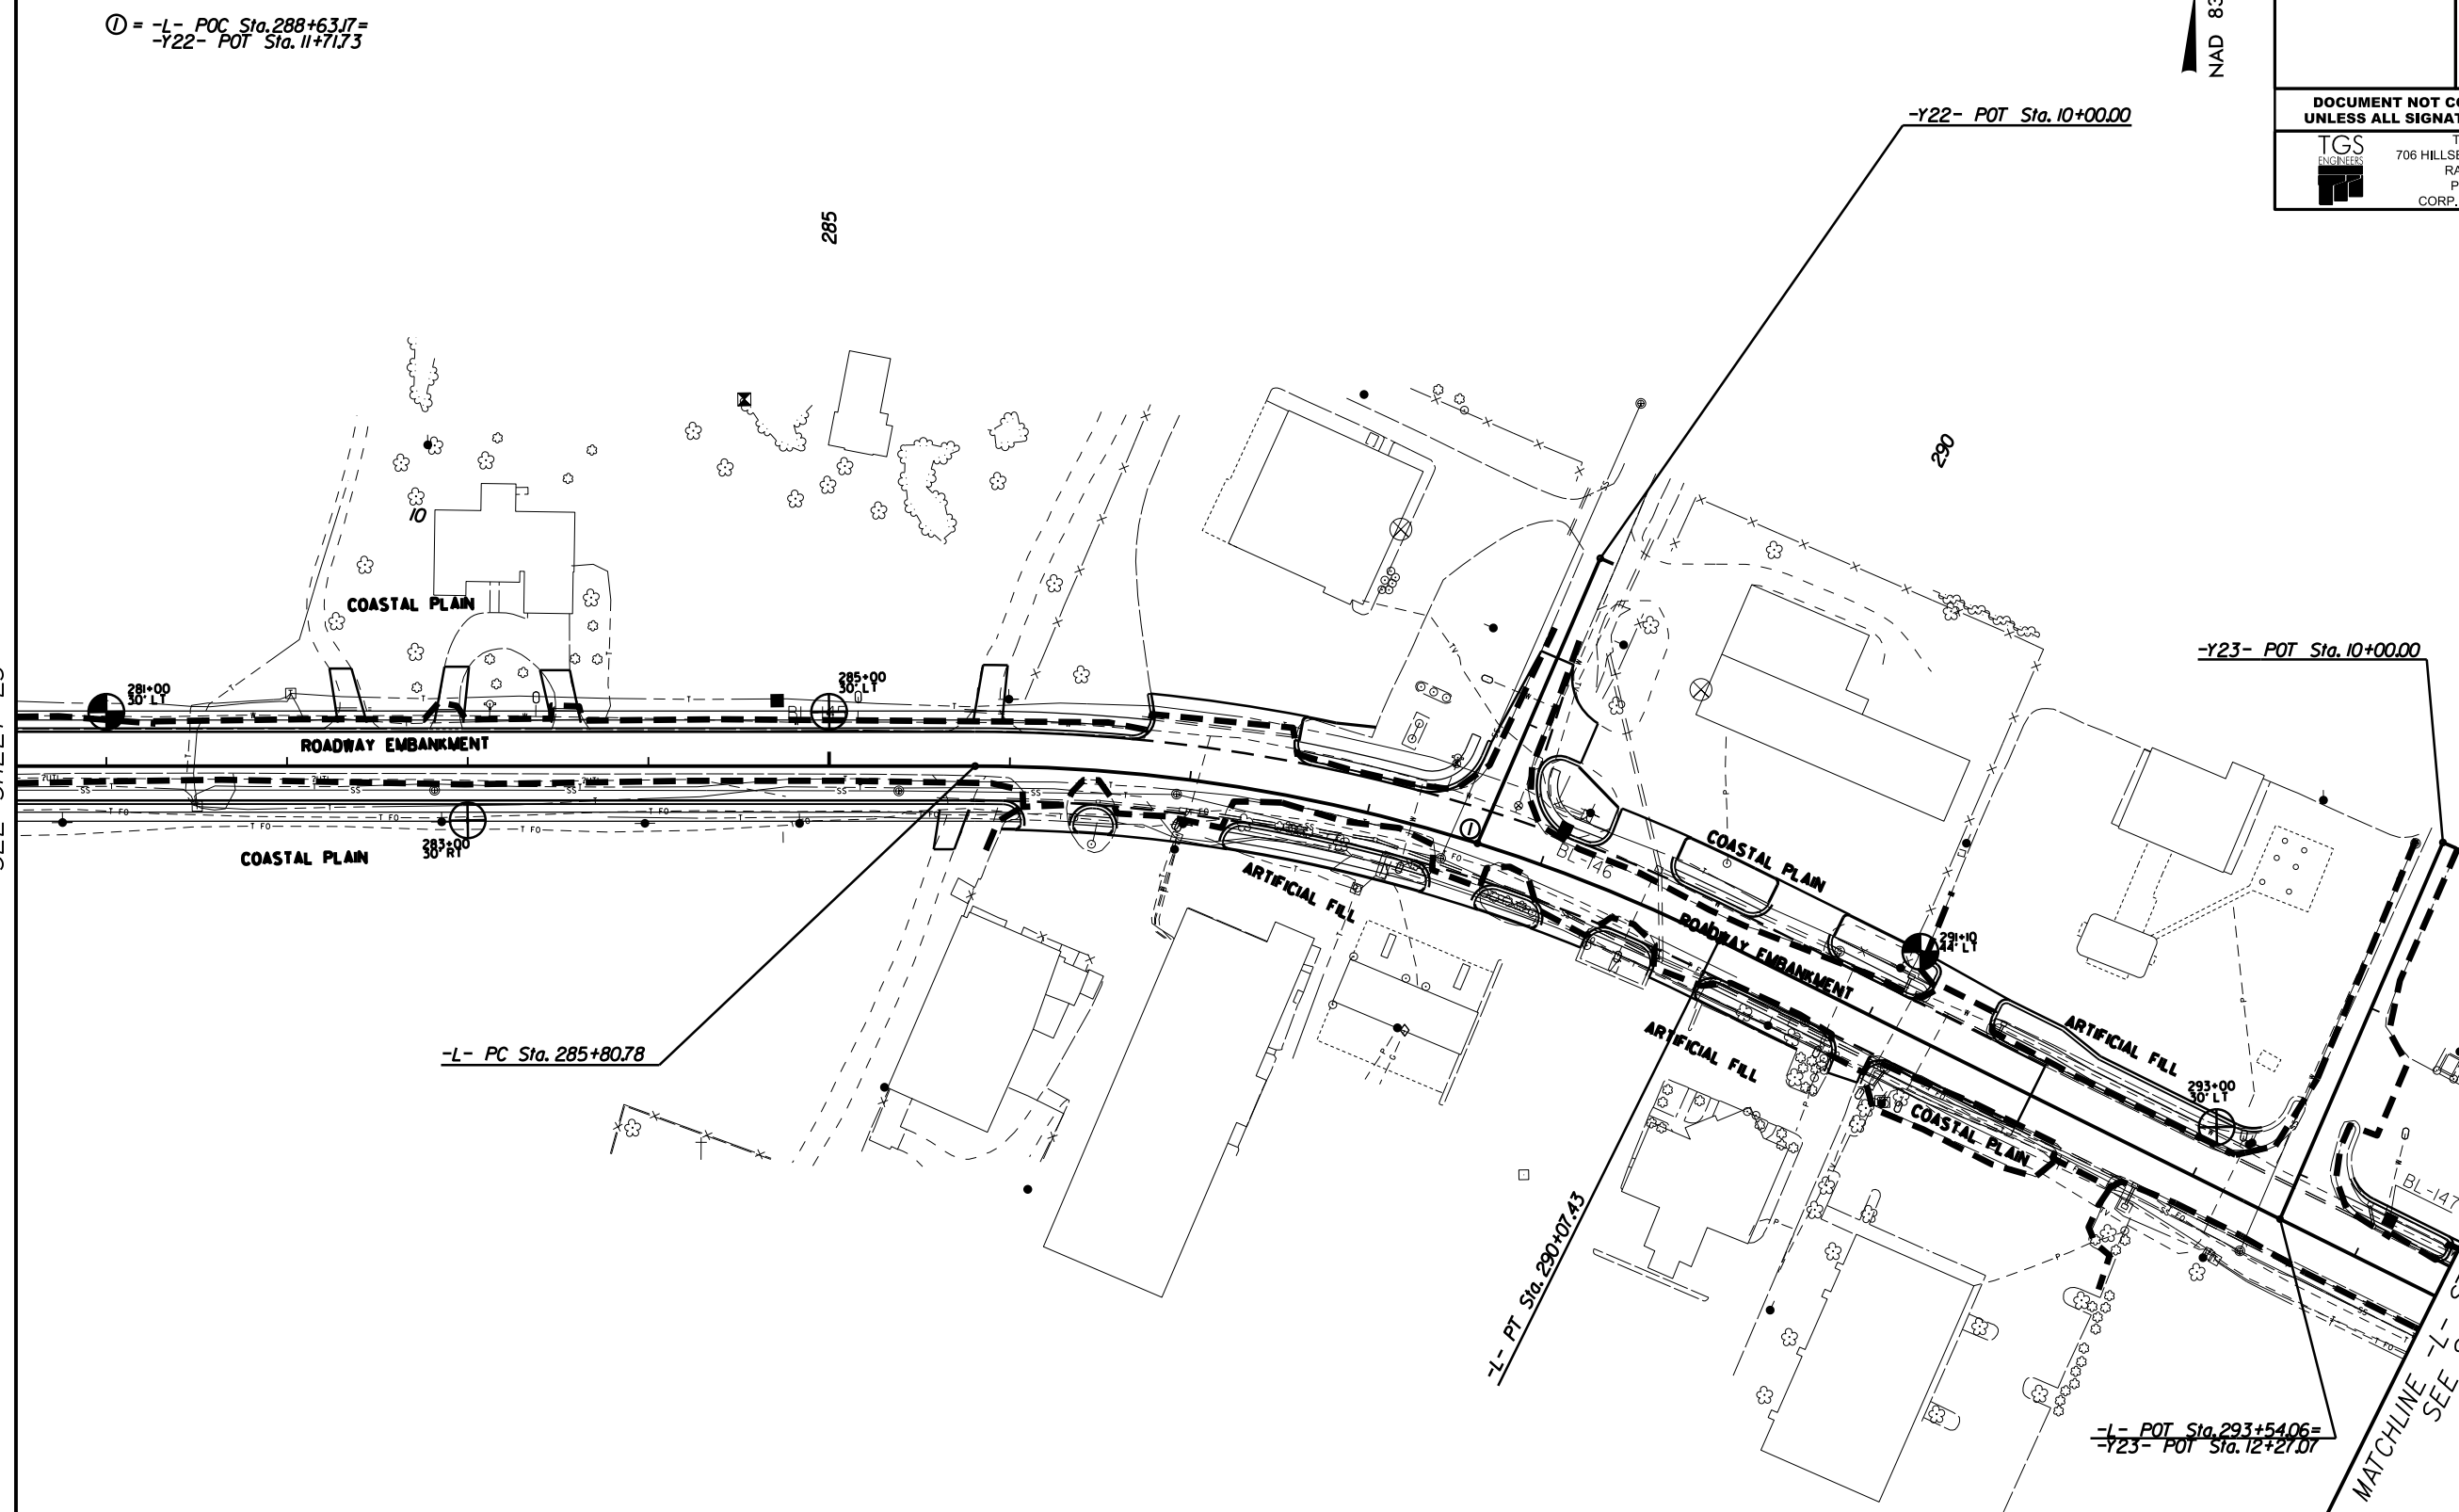 ① = -L- POC Sta. 288+63.17=
-Y22- POT Sta. 11+71.73
NAD 83
DOCUMENT NOT
UNLESS ALL
TGS
ENGINEERS
706
CORP.
-Y22- POT Sta. 10+00.00
285
290
10
COASTAL PLAIN
-Y23- POT Sta. 10+00.00
281+00
30' LT
285+00
30' LT
ROADWAY EMBANKMENT
283+00
30' RT
COASTAL PLAIN
1
BL-146
COASTAL PLAIN
ARTIFICIAL FILL
ROADWAY EMBANKMENT
291+10
44' LT
ARTIFICIAL FILL
ARTIFICIAL FILL
-L- PC Sta. 285+80.78
293+00
30' LT
COASTAL PLAIN
BL-147
-L- PT Sta. 290+07.43
-L- POT Sta. 293+54.06=
-Y23- POT Sta. 12+27.07
MATCHLINE -L-
SEE